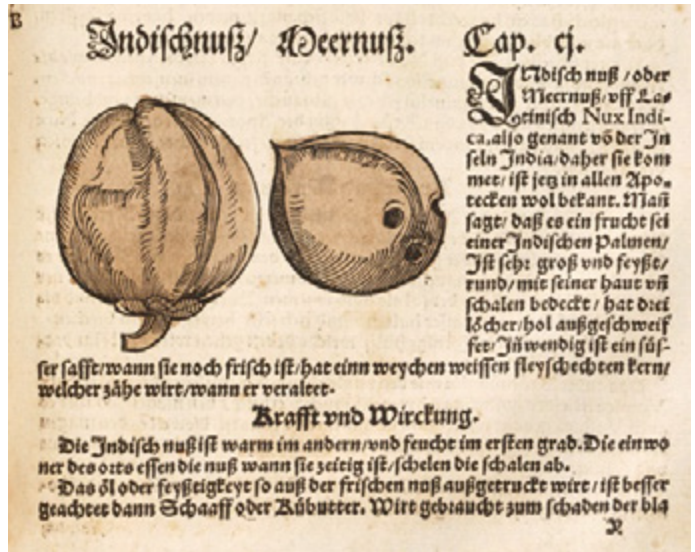 B
Indischnuß/ Meernuß. Cap. cj.
INdisch nuß/ oder
Meernuß/ vff La-
tinisch Nux Indi-
ca, also genant võ der In
seln India/ daher sie kom
met/ ist jetz in allen Apo-
tecken wol bekant. Mañ
sagt/ daß es ein frucht sei
einer Indischen Palmen/
Ist sehr groß vnd feyßt/
rund/ mit seiner haut vñ
schalen bedeckt/ hat drei
löcher/ hol außgeschweif
fet/ Iñwendig ist ein süs-
ser safft/ wann sie noch frisch ist/ hat einn weychen weissen fleyschechten kern/
welcher zähe wirt/ wann er veraltet.
Krafft vnd Wirckung.
Die Indisch nuß ist warm im andern/ vnd feucht im ersten grad. Die einwo
ner des orts essen die nuß wann sie zeitig ist/ schelen die schalen ab.
Das öl oder feyßtigkeyt so auß der frischen nuß außgetruckt wirt/ ist besser
geachtet dann Schaaff oder Kübutter. Wirt gebraucht zum schaden der bla
R